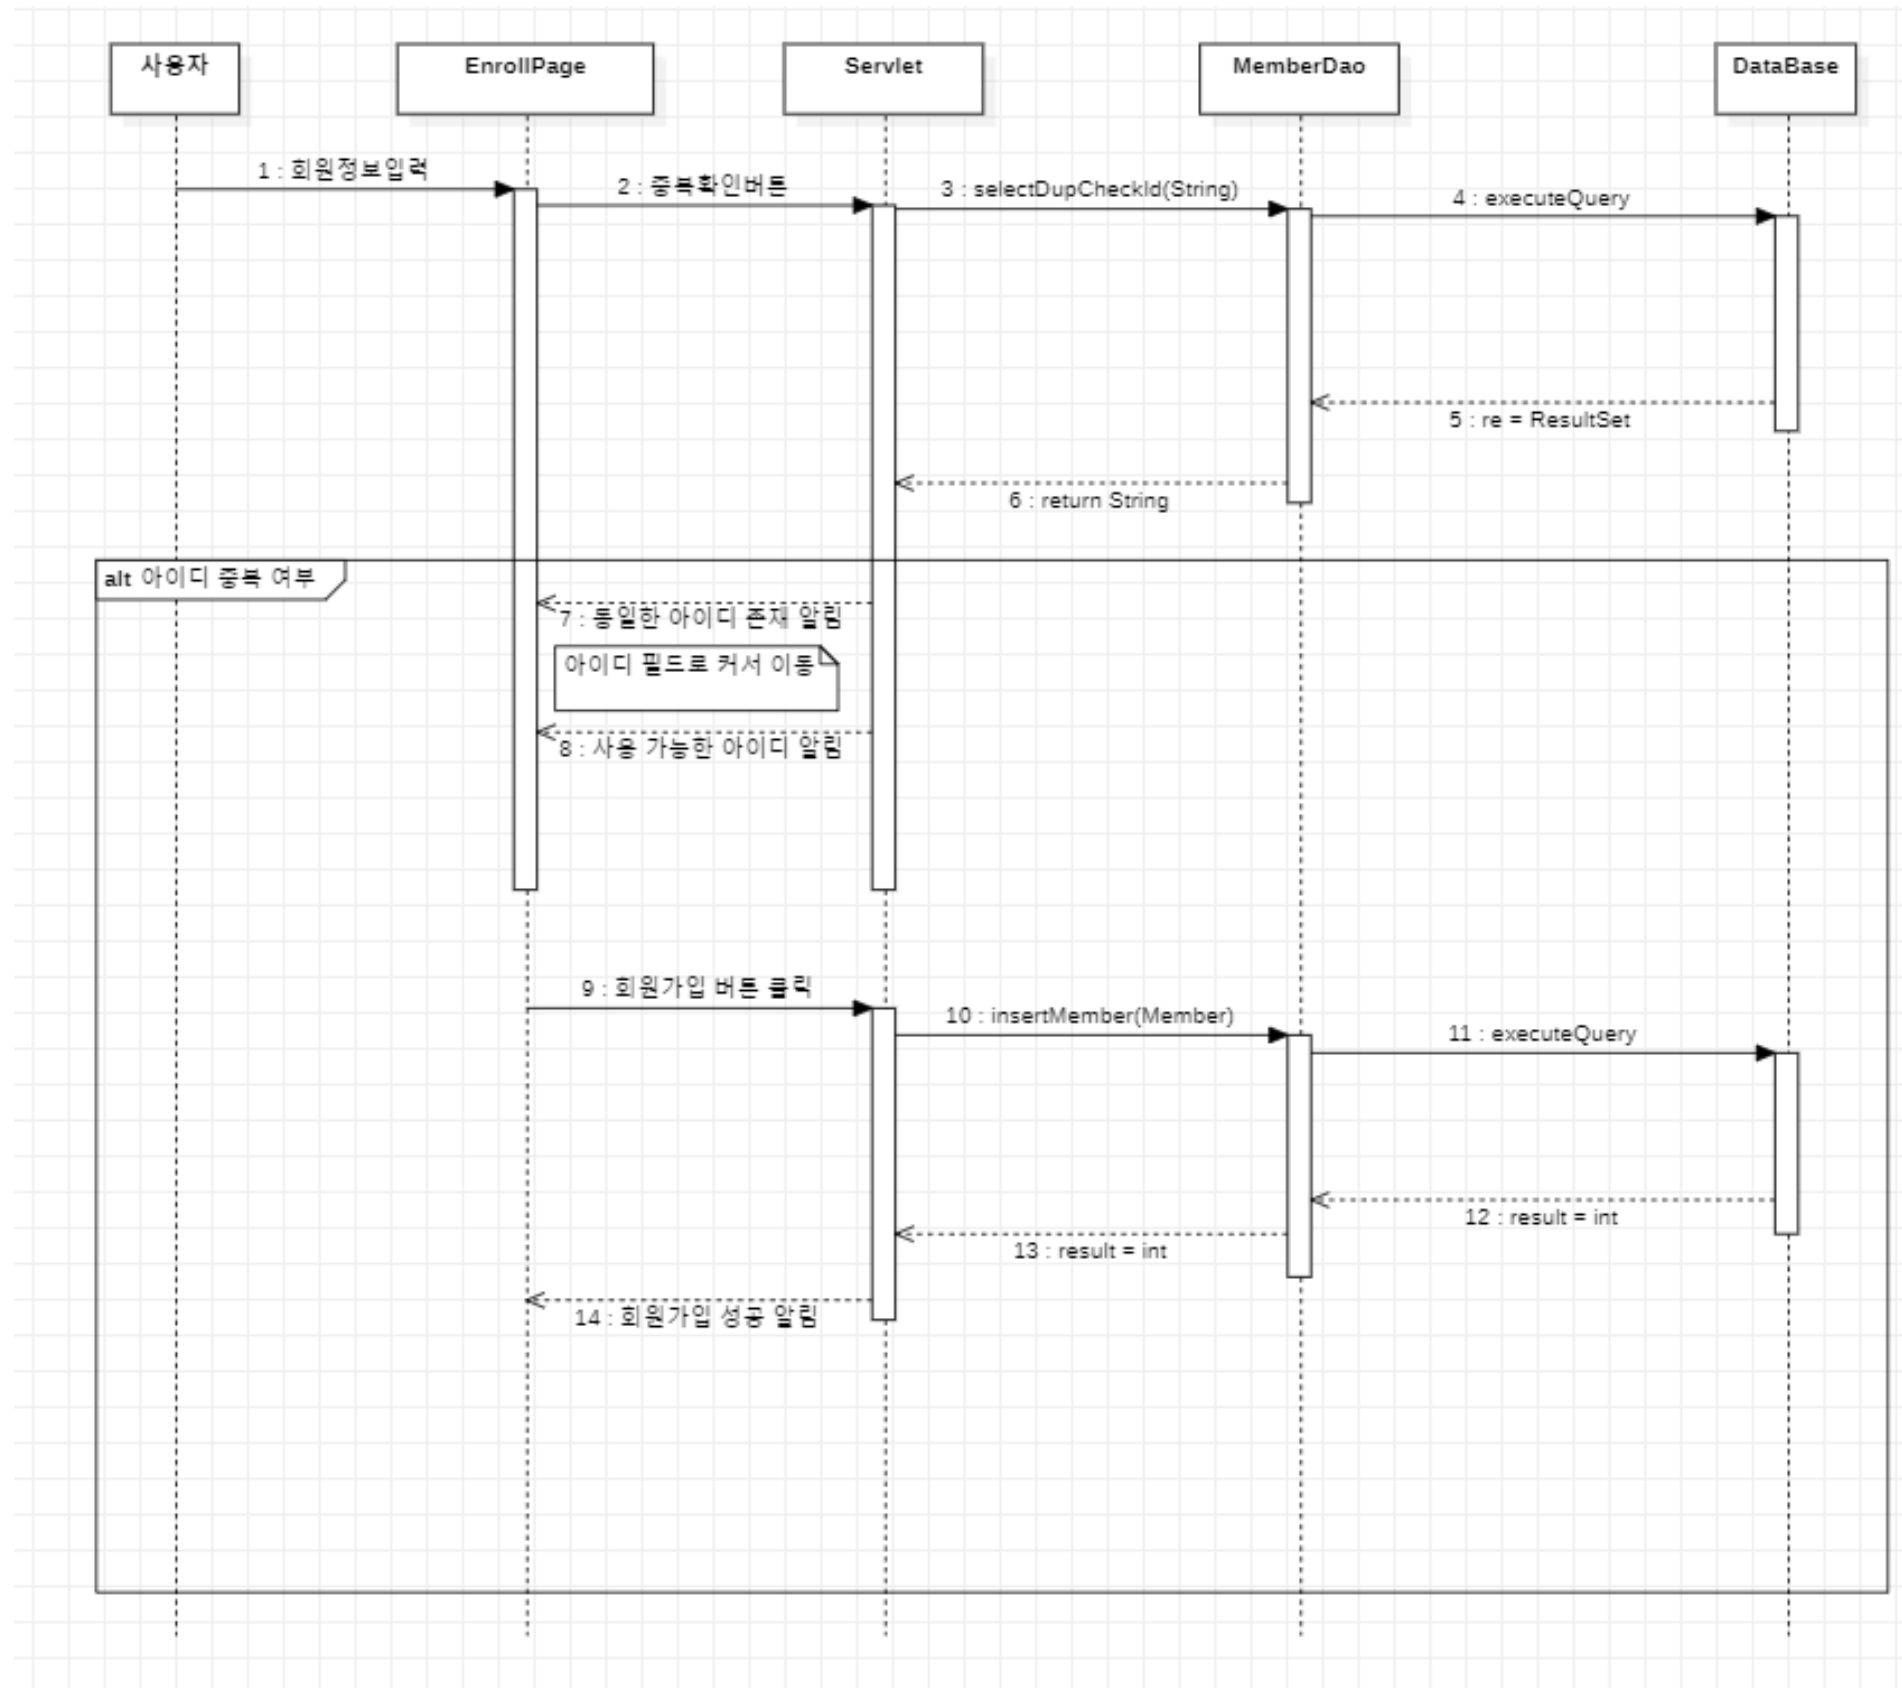 사용자
EnrollPage
Servlet
MemberDao
DataBase
1 : 회원정보입력
2 : 중복확인버튼
3 : selectDupCheckId(String)
4 : executeQuery
5 : re = ResultSet
6 : return String
alt 아이디 중복 여부
7 : 동일한 아이디 존재 알림
아이디 필드로 커서 이동
8 : 사용 가능한 아이디 알림
9 : 회원가입 버튼 클릭
10 : insertMember(Member)
11 : executeQuery
12 : result = int
13 : result = int
14 : 회원가입 성공 알림